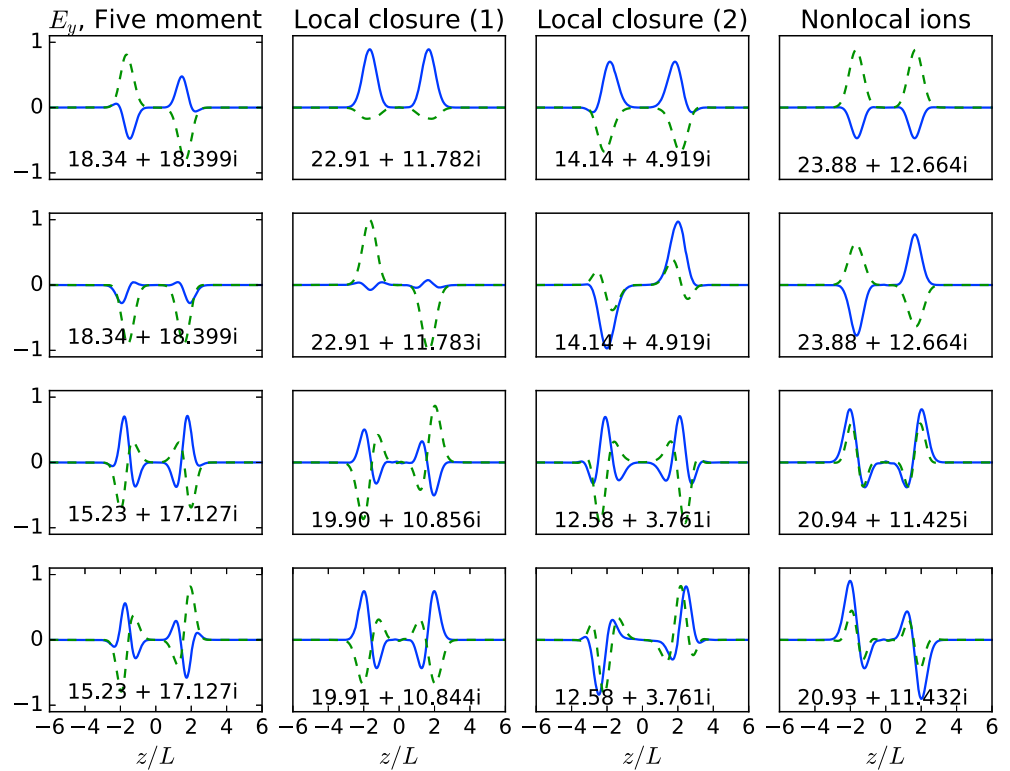 E_y, Five moment Local closure (1) Local closure (2) Nonlocal ions
1
0
−1
18.34 + 18.399i 22.91 + 11.782i 14.14 + 4.919i 23.88 + 12.664i
1
0
−1
18.34 + 18.399i 22.91 + 11.783i 14.14 + 4.919i 23.88 + 12.664i
1
0
−1
15.23 + 17.127i 19.90 + 10.856i 12.58 + 3.761i 20.94 + 11.425i
1
0
−1
15.23 + 17.127i 19.91 + 10.844i 12.58 + 3.761i 20.93 + 11.432i
−6 −4 −2 0 2 4 6 −6 −4 −2 0 2 4 6 −6 −4 −2 0 2 4 6 −6 −4 −2 0 2 4 6
z/L z/L z/L z/L